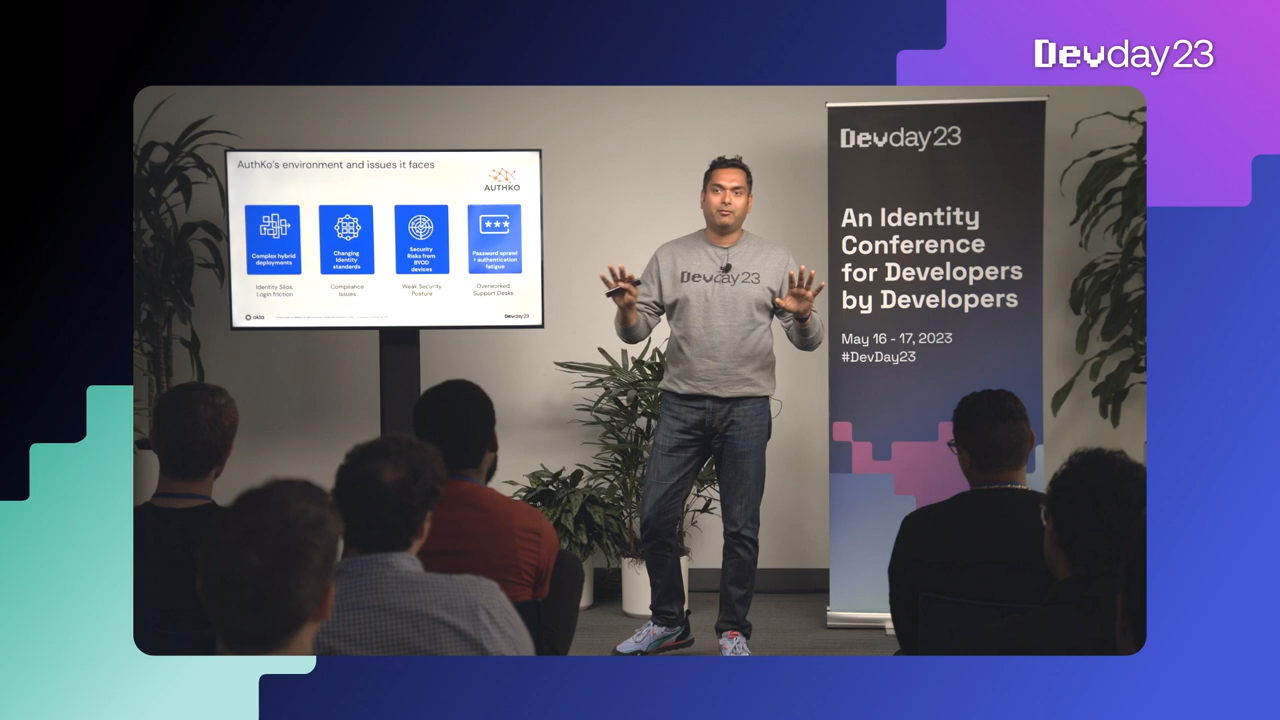 Devday23
AuthKo's environment and issues it faces
AUTHKO
Complex hybrid
deployments
Changing
Identity
standards
Security
Risks from
BYOD
devices
Password sprawl
+ authentication
fatigue
Identity Silos,
Login friction
Compliance
Issues
Weak Security
Posture
Overworked
Support Desks
okta
Devday23
Devday23
Devday23
An Identity
Conference
for Developers
by Developers
May 16 - 17, 2023
#DevDay23